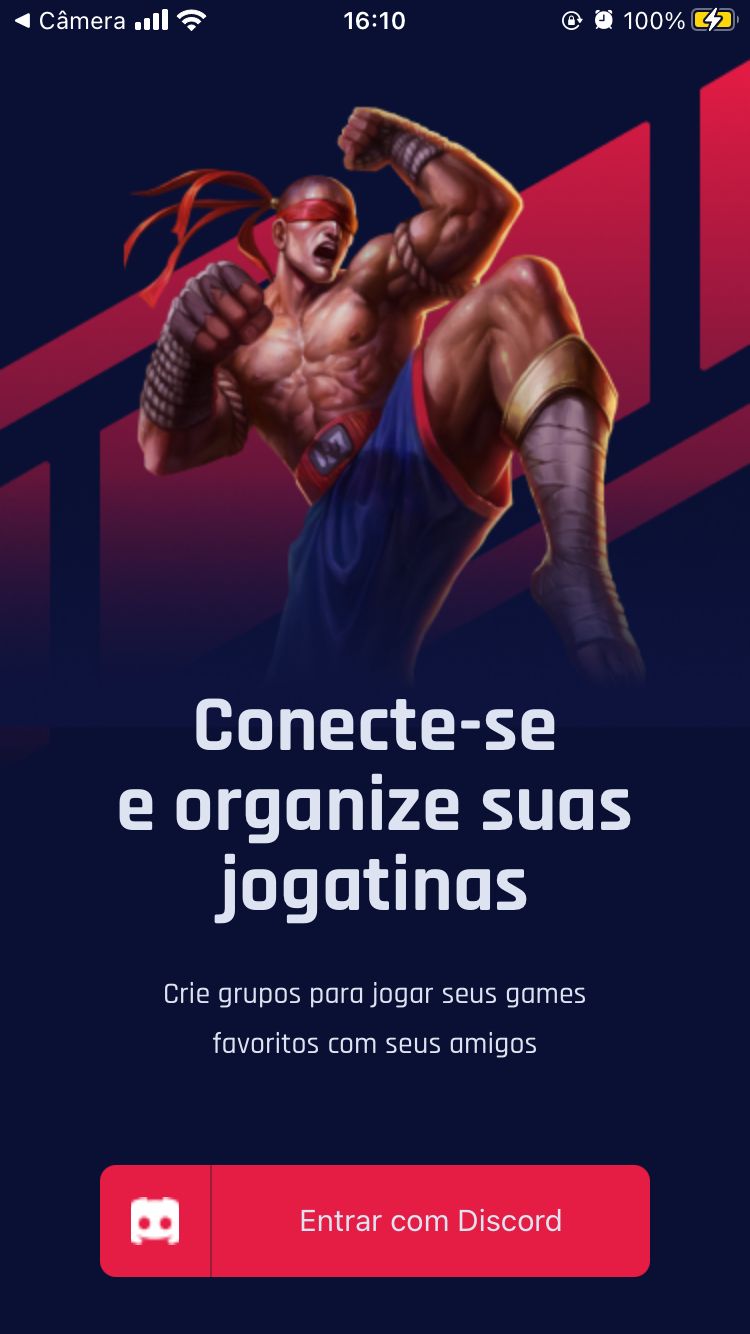 Câmera 16:10 100%
Conecte-se
e organize suas
jogatinas
Crie grupos para jogar seus games
favoritos com seus amigos
Entrar com Discord